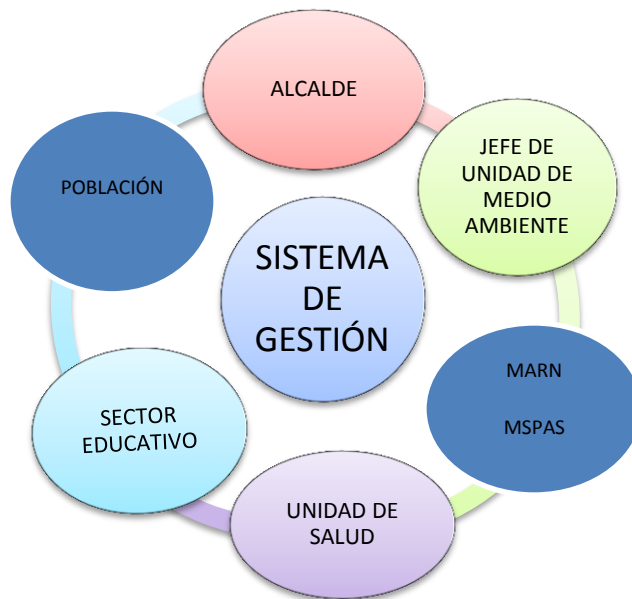 ALCALDE
JEFE DE
UNIDAD DE
MEDIO
AMBIENTE
POBLACIÓN
SISTEMA
DE
GESTIÓN
MARN
MSPAS
SECTOR
EDUCATIVO
UNIDAD DE
SALUD